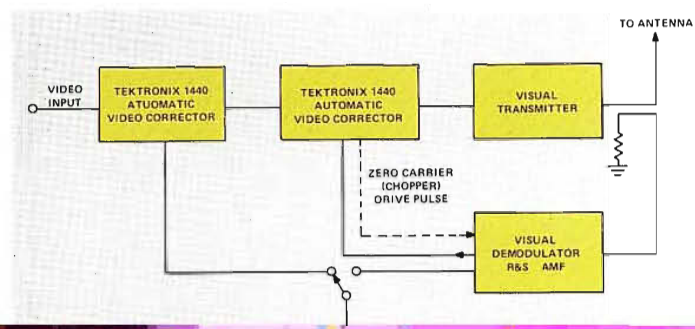 TO ANTENNA
VIDEO
INPUT
TEKTRONIX 1440
ATUOMATIC
VIDEO CORRECTOR
TEKTRONIX 1440
AUTOMATIC
VIDEO CORRECTOR
VISUAL
TRANSMITTER
ZERO CARRIER
(CHOPPER)
DRIVE PULSE
VISUAL
DEMODULATOR
R&S AMF